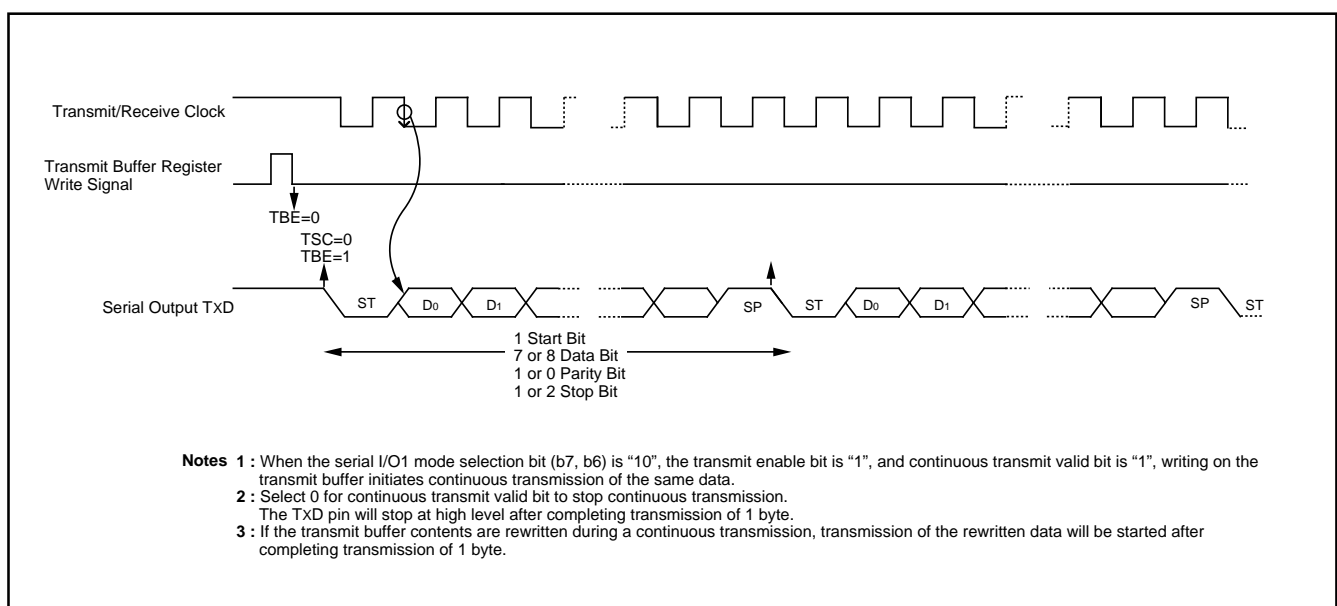 Transmit/Receive Clock
Transmit Buffer Register
Write Signal
TBE=0
TSC=0
TBE=1
Serial Output TXD
ST
D0
D1
SP
ST
D0
D1
SP
ST
1 Start Bit
7 or 8 Data Bit
1 or 0 Parity Bit
1 or 2 Stop Bit
Notes 1 : When the serial I/O1 mode selection bit (b7, b6) is “10”, the transmit enable bit is “1”, and continuous transmit valid bit is “1”, writing on the
transmit buffer initiates continuous transmission of the same data.
2 : Select 0 for continuous transmit valid bit to stop continuous transmission.
The TXD pin will stop at high level after completing transmission of 1 byte.
3 : If the transmit buffer contents are rewritten during a continuous transmission, transmission of the rewritten data will be started after
completing transmission of 1 byte.